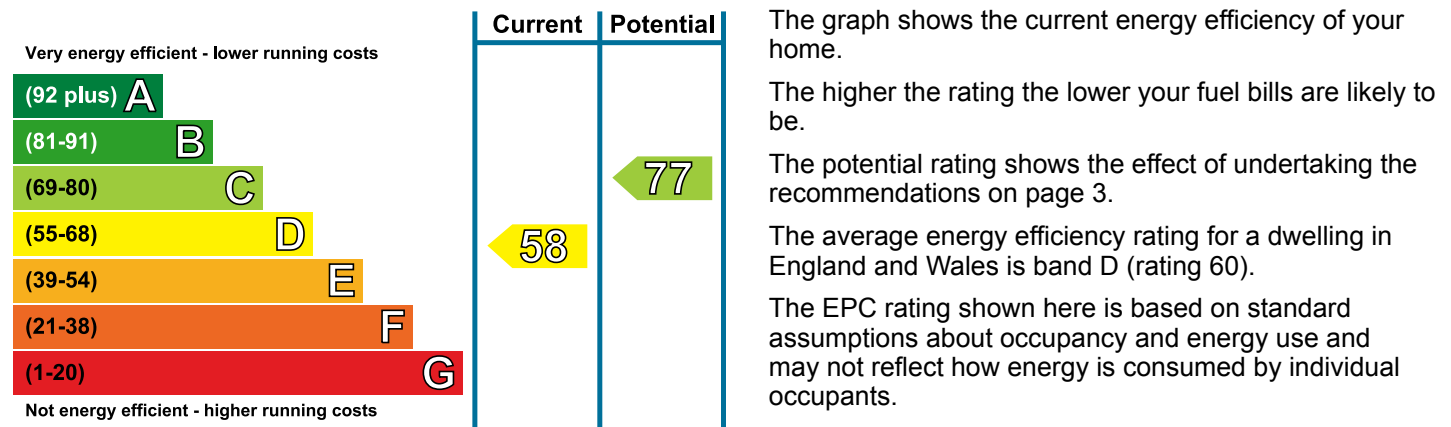 Current Potential
Very energy efficient - lower running costs
(92 plus) A
(81-91) B
(69-80) C
77
(55-68) D
58
(39-54) E
(21-38) F
(1-20) G
Not energy efficient - higher running costs
The graph shows the current energy efficiency of your
home.
The higher the rating the lower your fuel bills are likely to
be.
The potential rating shows the effect of undertaking the
recommendations on page 3.
The average energy efficiency rating for a dwelling in
England and Wales is band D (rating 60).
The EPC rating shown here is based on standard
assumptions about occupancy and energy use and
may not reflect how energy is consumed by individual
occupants.